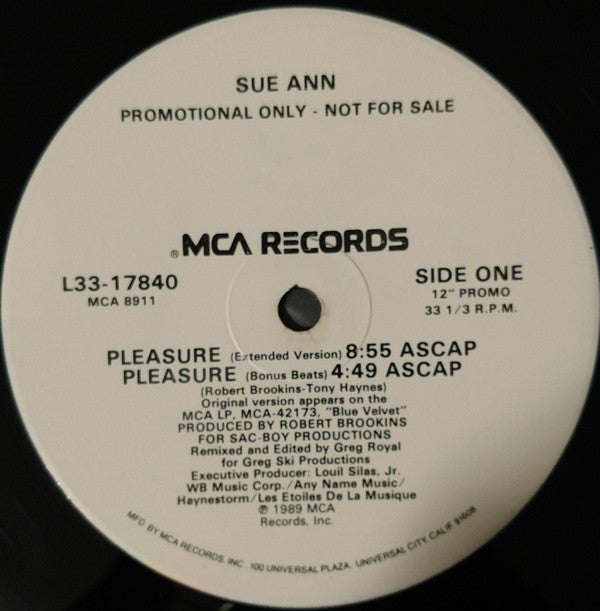 SUE ANN
PROMOTIONAL ONLY - NOT FOR SALE
® MCA RECORDS
L33-17840
MCA 8911
SIDE ONE
12" PROMO
33 1/3 R.P.M.
PLEASURE (Extended Version) 8:55 ASCAP
PLEASURE (Bonus Beats) 4:49 ASCAP
(Robert Brookins-Tony Haynes)
Original version appears on the
MCA LP, MCA-42173, "Blue Velvet"
PRODUCED BY ROBERT BROOKINS
FOR SAC-BOY PRODUCTIONS
Remixed and Edited by Greg Royal
for Greg Ski Productions
Executive Producer: Louil Silas, Jr.
WB Music Corp./Any Name Music/
Haynestorm/Les Etoiles De La Musique
℗ 1989 MCA
Records, Inc.
MFD BY MCA RECORDS, INC. 100 UNIVERSAL PLAZA, UNIVERSAL CITY, CALIF. 91608